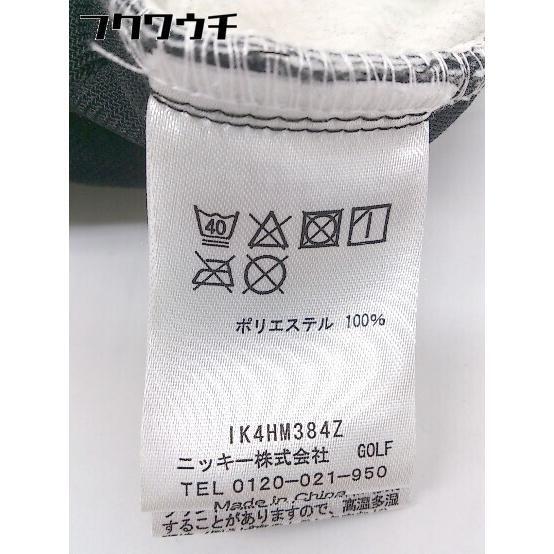 フクワウチ
40
ポリエステル 100%
IK4HM384Z
ニッキー株式会社 GOLF
TEL 0120-021-950
Made in China
することがありますので、高温多湿